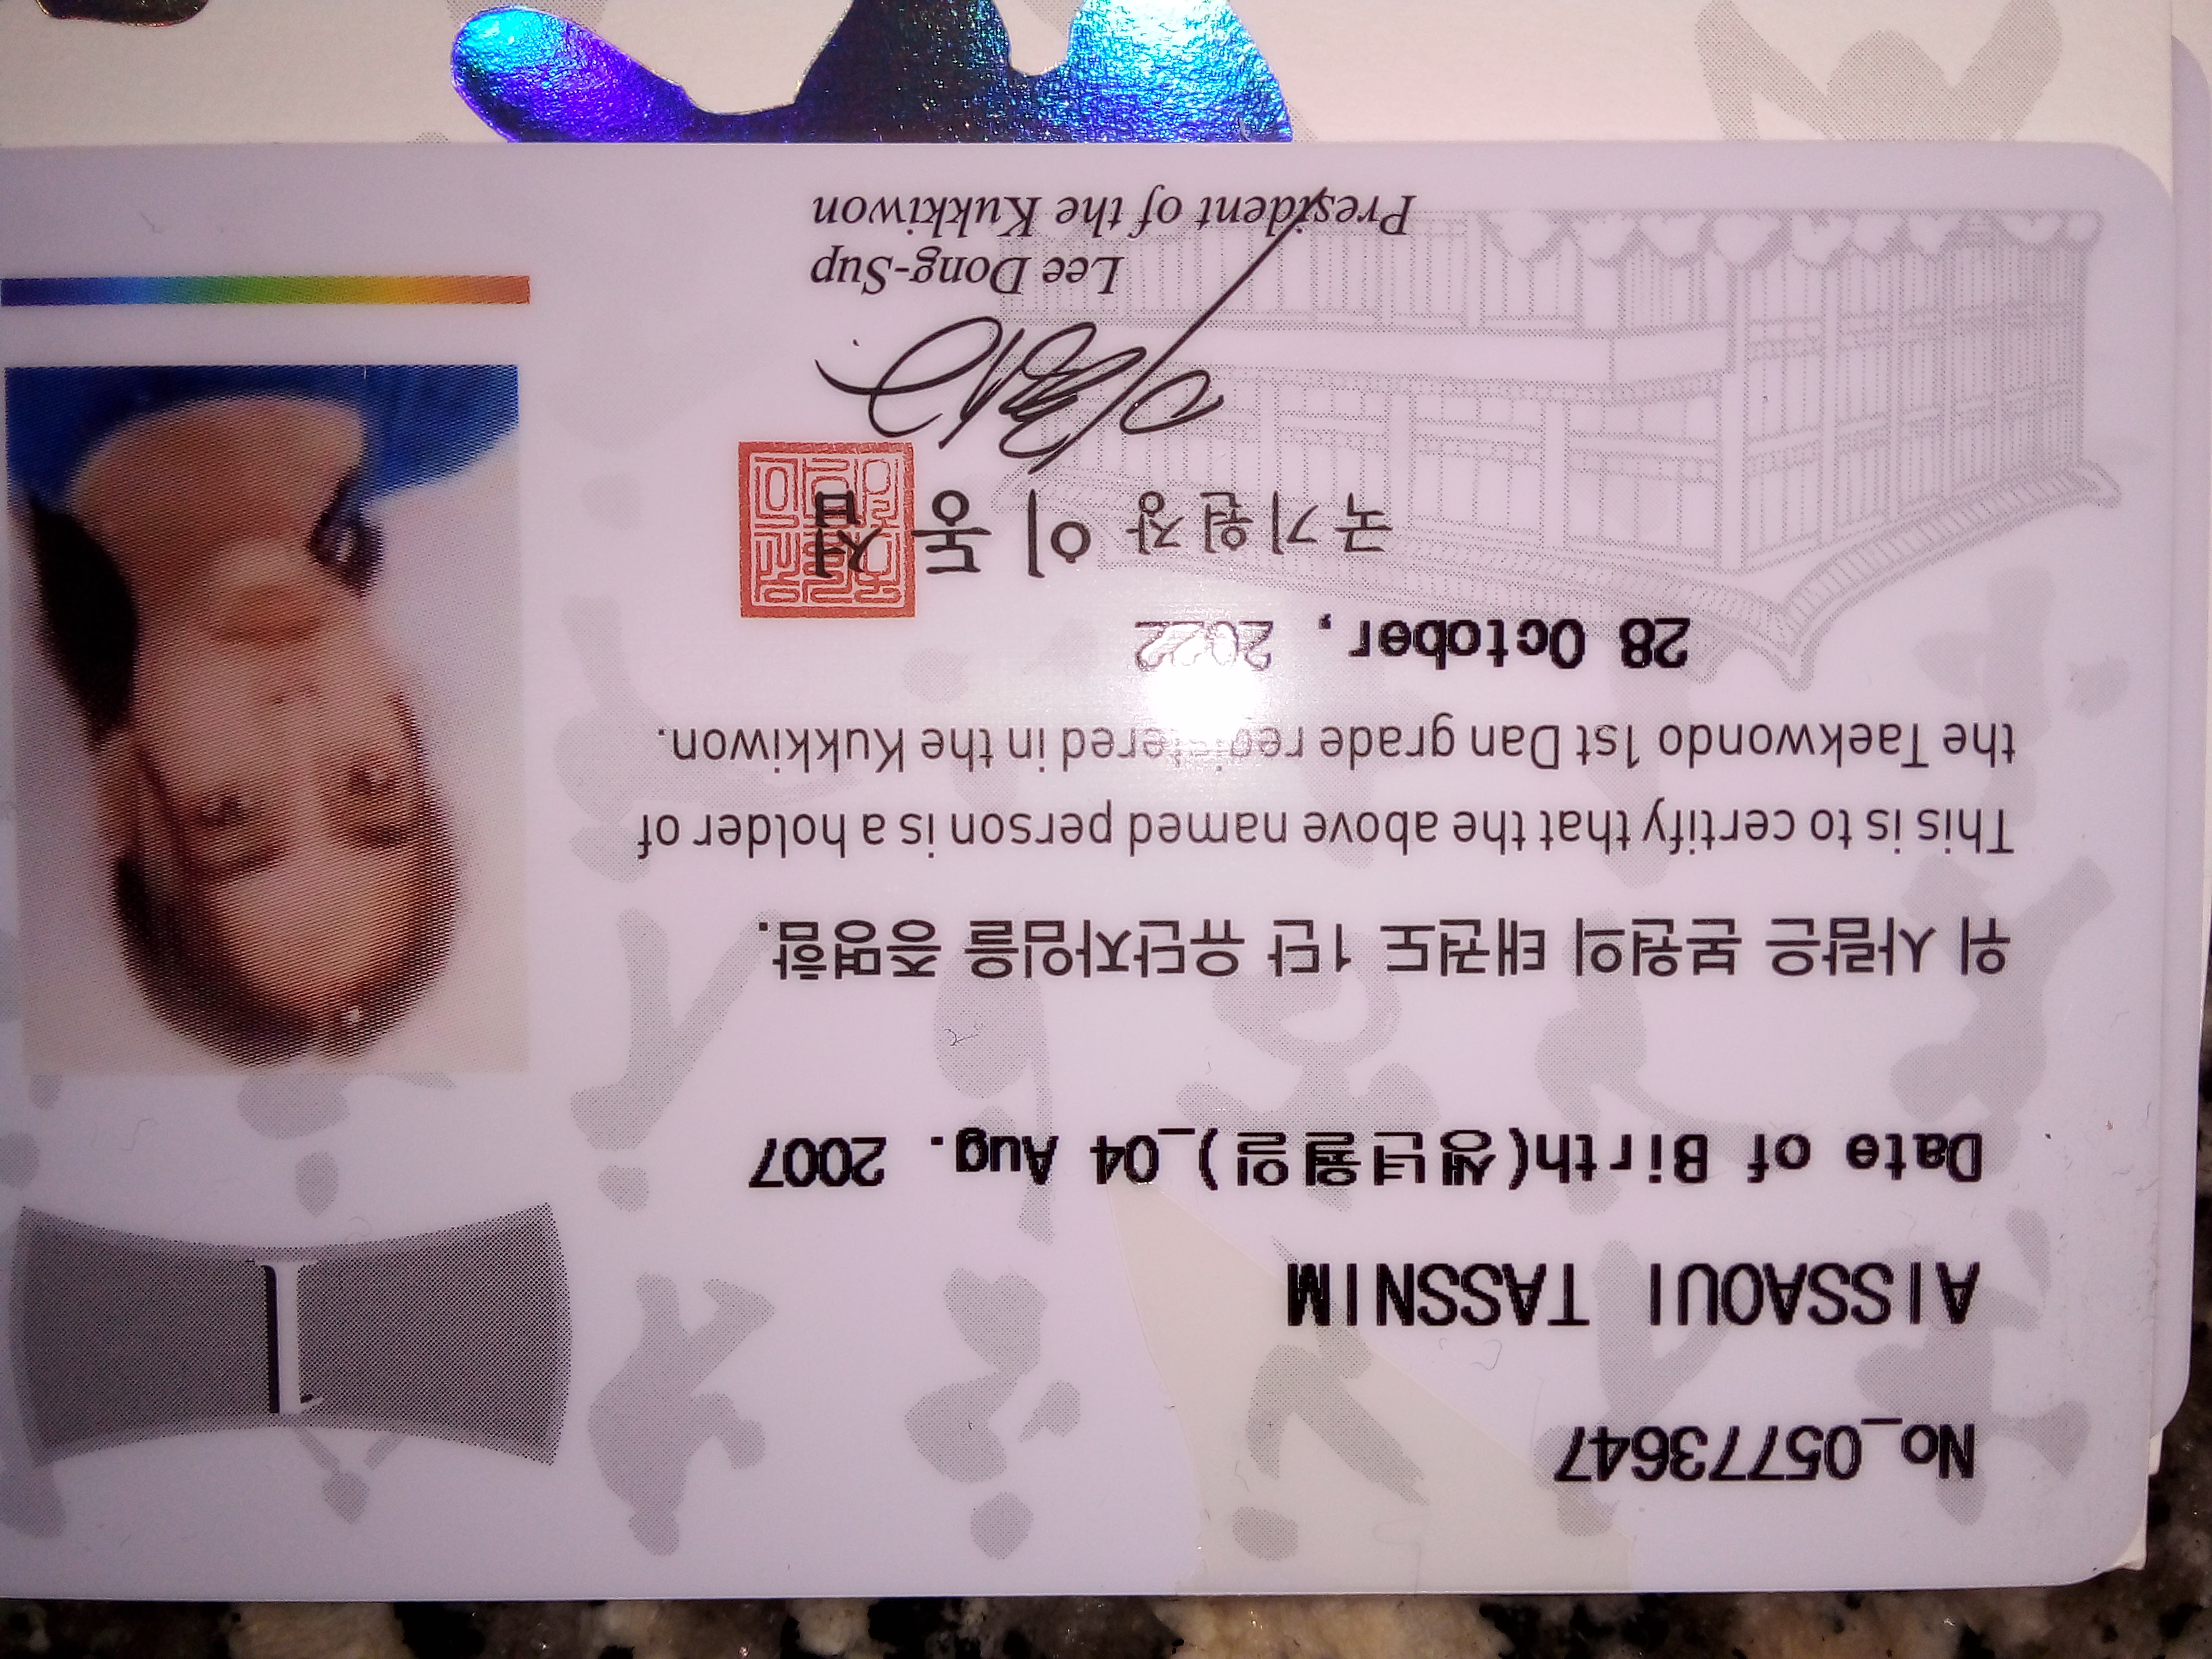 No_05773647
AISSAOUI TASSNIM
Date of Birth(생년월일)_04 Aug. 2007
위 사람은 본원의 태권도 1단 유단자임을 증명함.
This is to certify that the above named person is a holder of
the Taekwondo 1st Dan grade registered in the Kukkiwon.
28 October, 2022
국기원장 이동섭
Lee Dong-Sup
President of the Kukkiwon
1